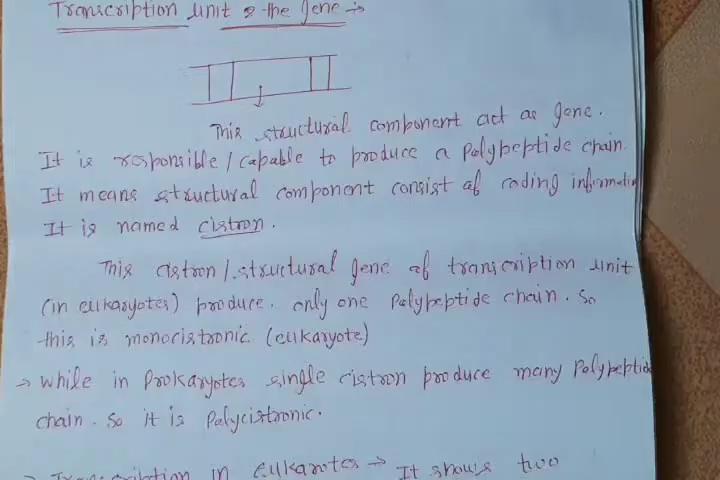 Transcription unit & the gene →
This structural component act as gene.
It is responsible / capable to produce a polypeptide chain.
It means structural component consist of coding information
It is named cistron.
This cistron / structural gene of transcription unit
(in eukaryotes) produce only one polypeptide chain. So
this is monocistronic (eukaryote)
→ While in Prokaryotes single cistron produce many polypeptide
chain. So it is Polycistronic.
→ Transcription in Eukarotes → It shows two